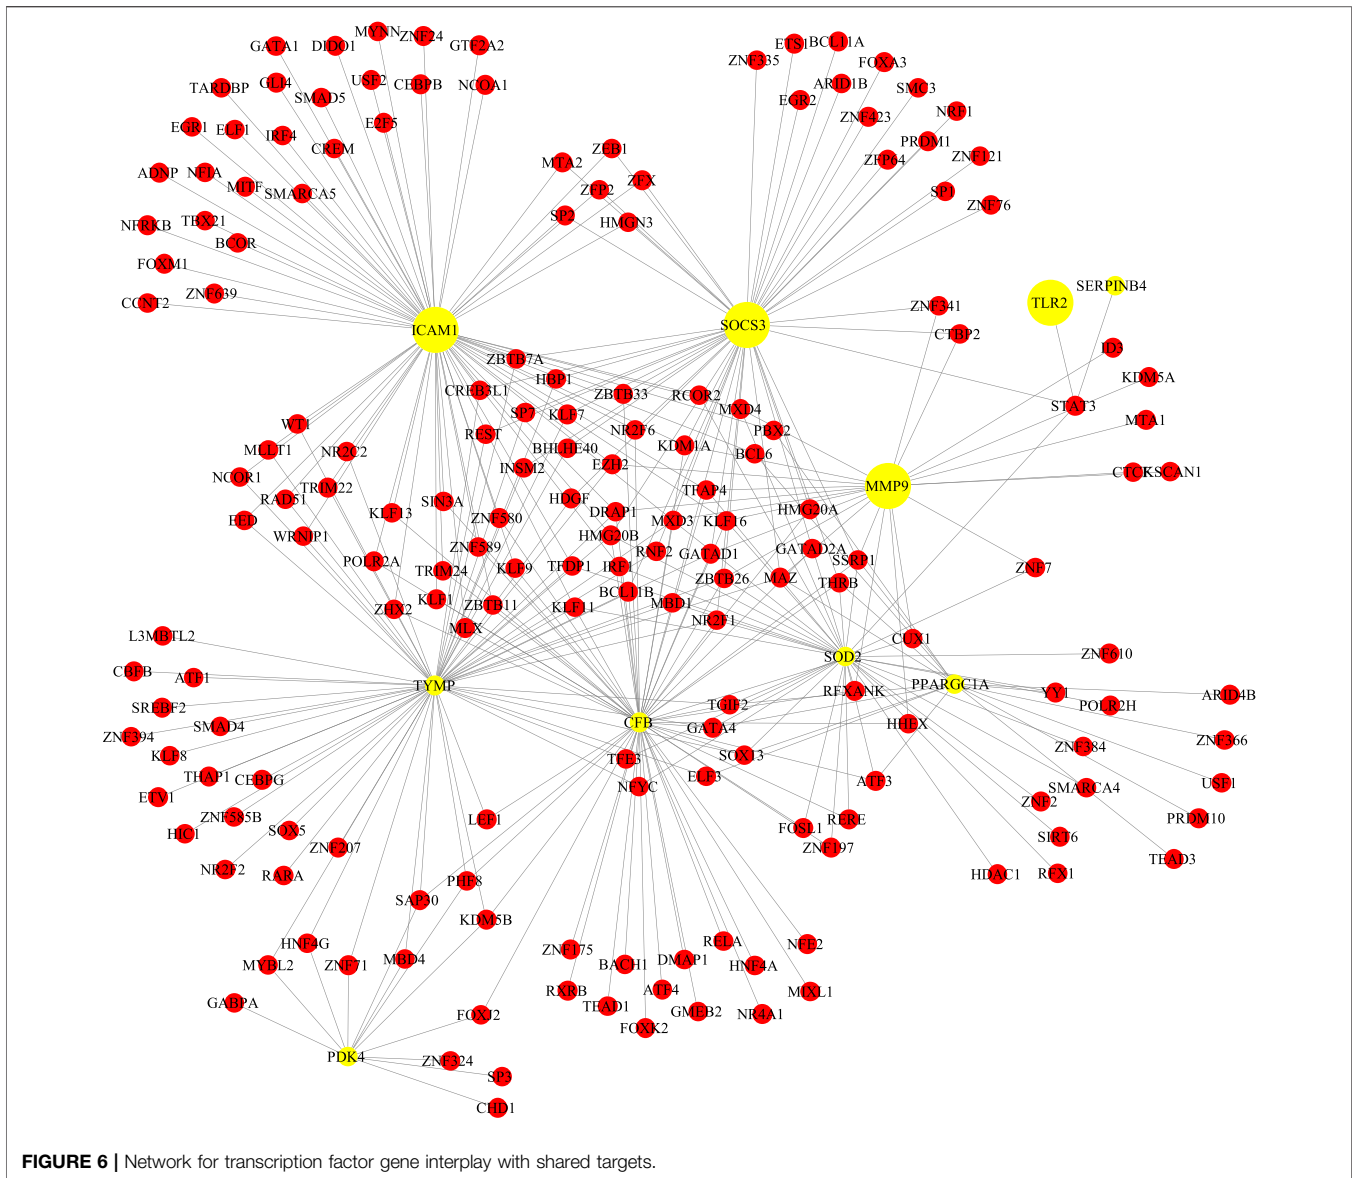 MYNN
ZNF24
GATA1
DIDO1
GTF2A2
ETS1
BCL11A
ZNF335
FOXA3
TARDBP
GLI4
USF2
CEBPB
NCOA1
ARID1B
SMC3
SMAD5
EGR2
NRF1
E2F5
ZNF423
EGR1
ELF1
IRF4
CREM
ZEB1
PRDM1
MTA2
ZFP64
ZNF121
ADNP
NFIA
MITF
SMARCA5
ZFP2
ZFX
SP1
ZNF76
NFRKB
TBX21
SP2
HMGN3
BCOR
FOXM1
SERPINB4
CCNT2
ZNF639
TLR2
ZNF341
ICAM1
SOCS3
CTBP2
ID3
ZBTB7A
HBP1
KDM5A
CREB3L1
ZBTB33
RCOR2
STAT3
SP7
KLF7
MXD4
MTA1
WT1
REST
NR2F6
PBX2
MLLT1
NR2C2
BHLHE40
KDM1A
BCL6
NCOR1
INSM2
EZH2
CTCF
ZKSCAN1
TRIM22
TFAP4
MMP9
RAD51
SIN3A
HDGF
DRAP1
HMG20A
EED
KLF13
ZNF580
MXD3
KLF16
WRNIP1
HMG20B
ZNF589
RNF2
GATAD1
GATAD2A
POLR2A
TRIM24
KLF9
TFDP1
IRF1
SSRP1
ZNF7
ZBTB26
MAZ
THRB
ZHX2
KLF1
ZBTB11
KLF11
BCL11B
MBD1
MLX
NR2F1
L3MBTL2
CUX1
SOD2
ZNF610
CBFB
ATF1
TYMP
PPARGC1A
RFXANK
YY1
ARID4B
SREBF2
TGIF2
POLR2H
SMAD4
CFB
GATA4
HHEX
ZNF394
ZNF366
KLF8
SOX13
ZNF384
THAP1
CEBPG
TFE3
ELF3
ATF3
USF1
ETV1
NFYC
SMARCA4
ZNF2
ZNF585B
LEF1
RERE
PRDM10
HIC1
SOX5
FOSL1
SIRT6
ZNF207
ZNF197
TEAD3
NR2F2
RARA
PHF8
HDAC1
RFX1
SAP30
KDM5B
HNF4G
ZNF175
RELA
NFE2
MYBL2
ZNF71
MBD4
BACH1
DMAP1
HNF4A
RXRB
ATF4
MIXL1
GABPA
FOXJ2
TEAD1
GMEB2
NR4A1
FOXK2
PDK4
ZNF324
SP3
CHD1
FIGURE 6 | Network for transcription factor gene interplay with shared targets.